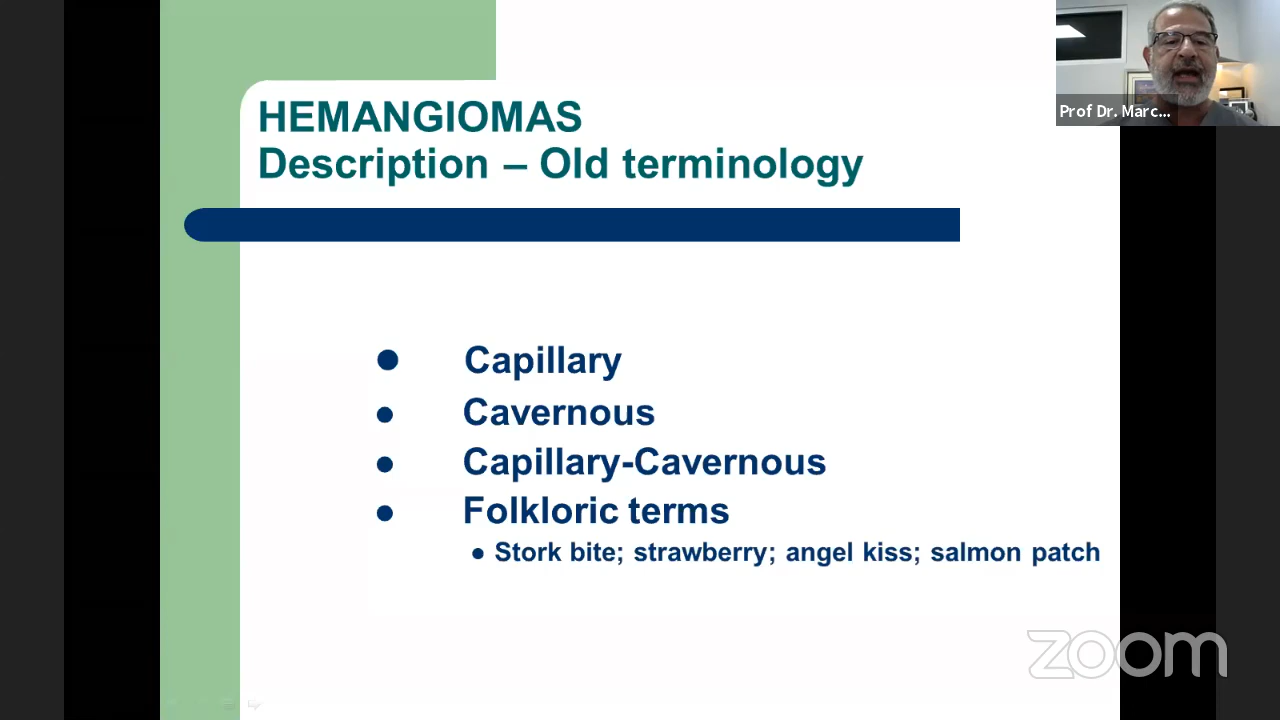 HEMANGIOMAS
Description – Old terminology
● Capillary
● Cavernous
● Capillary-Cavernous
● Folkloric terms
● Stork bite; strawberry; angel kiss; salmon patch
Prof Dr. Marc...
zoom